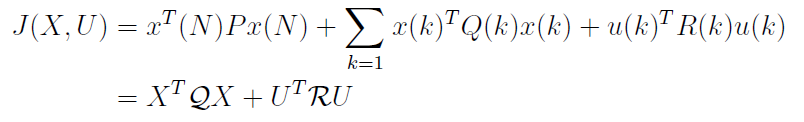 J(X, U) = x^T(N)Px(N) + \sum_{k=1} x(k)^T Q(k)x(k) + u(k)^T R(k)u(k)
= X^T \mathcal{Q}X + U^T \mathcal{R}U